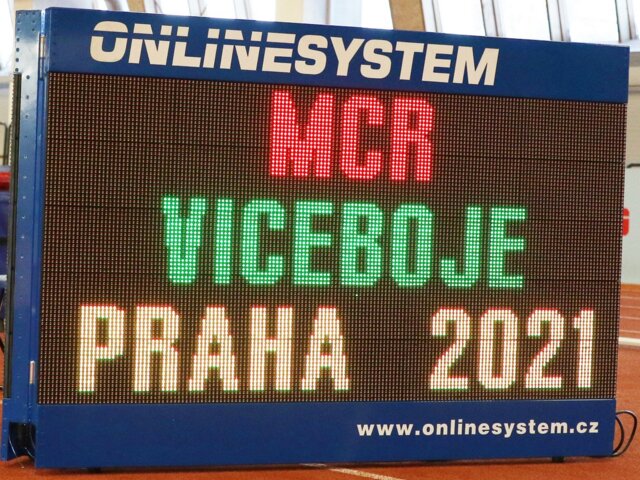 ONLINESYSTEM
MCR
VICEBOJE
PRAHA 2021
www.onlinesystem.cz